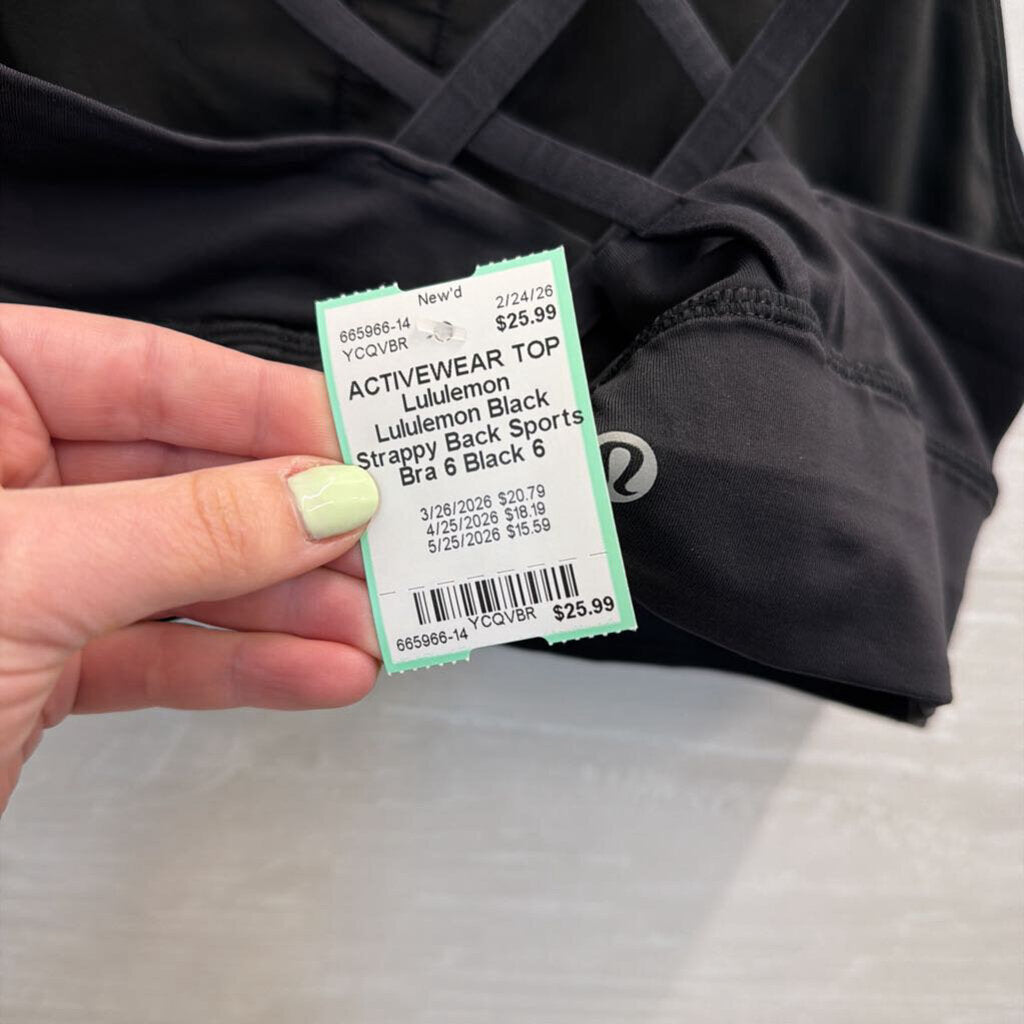 New'd
2/24/26
665966-14
$25.99
YCQVBR
ACTIVEWEAR TOP
Lululemon
Lululemon Black
Strappy Back Sports
Bra 6 Black 6
3/26/2026 $20.79
4/25/2026 $18.19
5/25/2026 $15.59
665966-14 YCQVBR $25.99